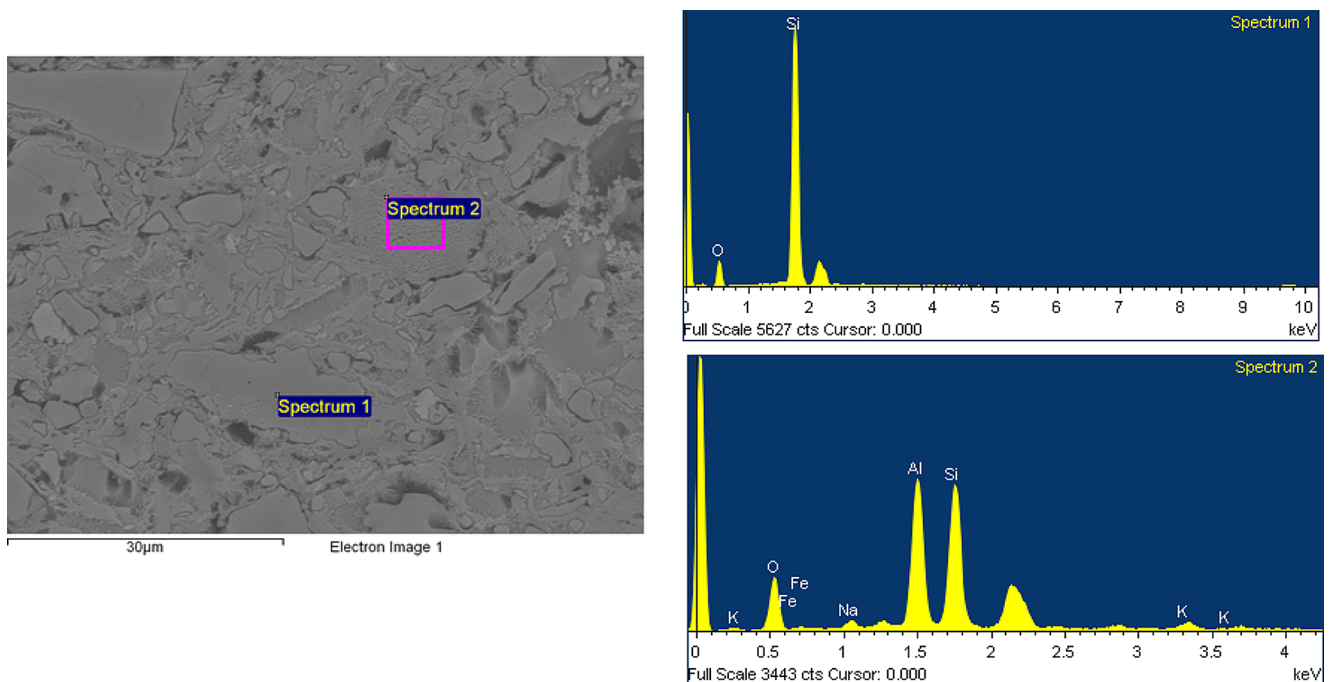 Spectrum 2
Spectrum 1
30µm
Electron Image 1
Spectrum 1
Si
O
0 1 2 3 4 5 6 7 8 9 10
Full Scale 5627 cts Cursor: 0.000
keV
Spectrum 2
Al
Si
O
Fe
Fe
K
Na
K
K
0 0.5 1 1.5 2 2.5 3 3.5 4
Full Scale 3443 cts Cursor: 0.000
keV